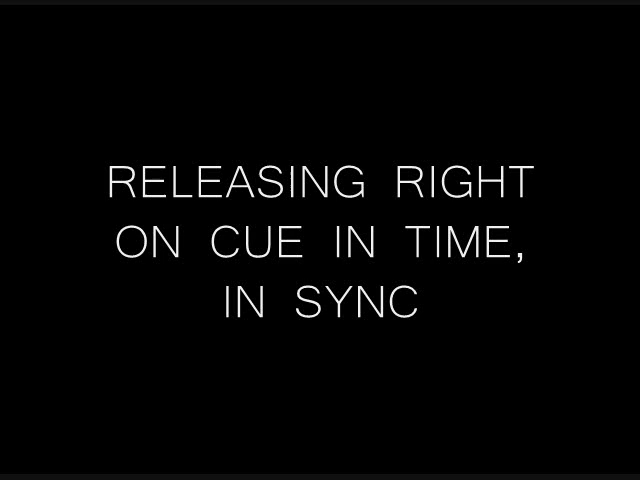 RELEASING RIGHT
ON CUE IN TIME,
IN SYNC